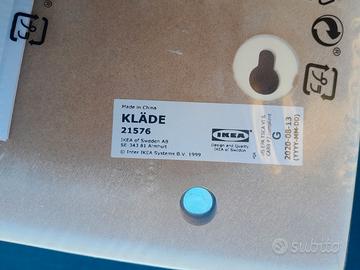 Made in China
KLÄDE
21576
IKEA of Sweden AB
SE-343 81 Älmhult
© Inter IKEA Systems B.V. 1999
IKEA
Design and Quality
IKEA of Sweden
G
2020-08-13
(YYYY-MM-DD)
subito